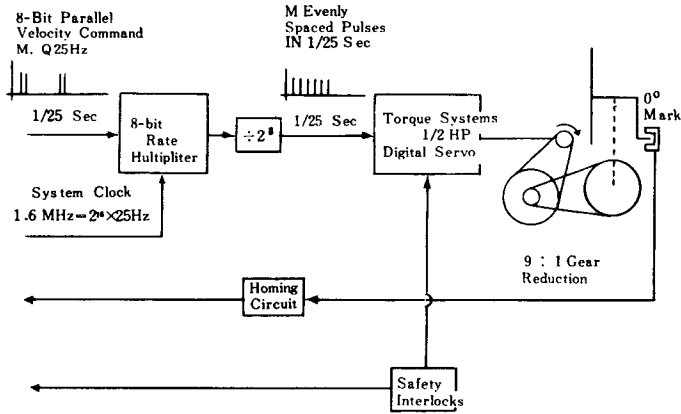 8-Bit Parallel
Velocity Command
M. Q25Hz
1/25 Sec
8-bit
Rate
Hultipliter
÷2⁸
System Clock
1.6 MHz=2¹⁶×25Hz
M Evenly
Spaced Pulses
IN 1/25 Sec
1/25 Sec
Torque Systems
1/2 HP
Digital Servo
0°
Mark
9 : 1 Gear
Reduction
Homing
Circuit
Safety
Interlocks